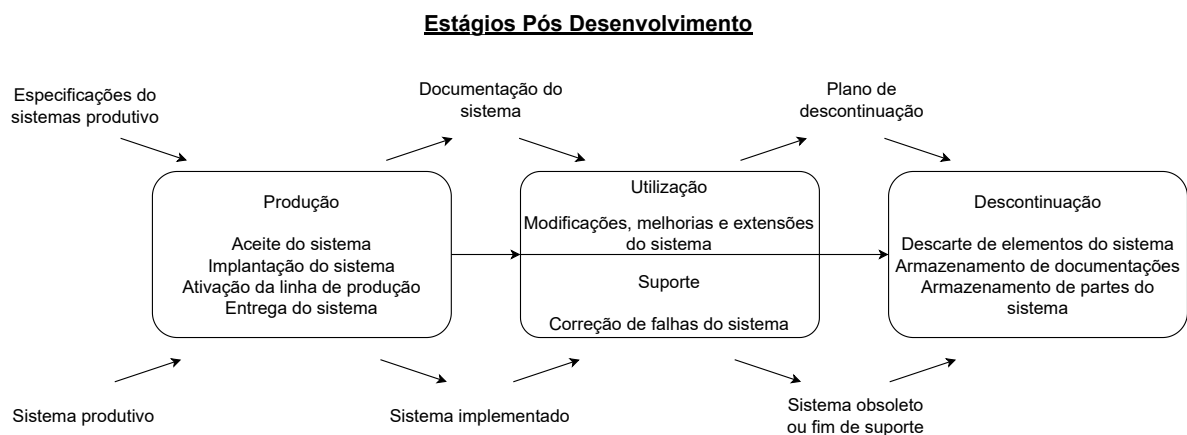 Estágios Pós Desenvolvimento
Especificações do
sistemas produtivo
Documentação do
sistema
Plano de
descontinuação
Produção
Aceite do sistema
Implantação do sistema
Ativação da linha de produção
Entrega do sistema
Utilização
Modificações, melhorias e extensões
do sistema
Suporte
Correção de falhas do sistema
Descontinuação
Descarte de elementos do sistema
Armazenamento de documentações
Armazenamento de partes do
sistema
Sistema produtivo
Sistema implementado
Sistema obsoleto
ou fim de suporte